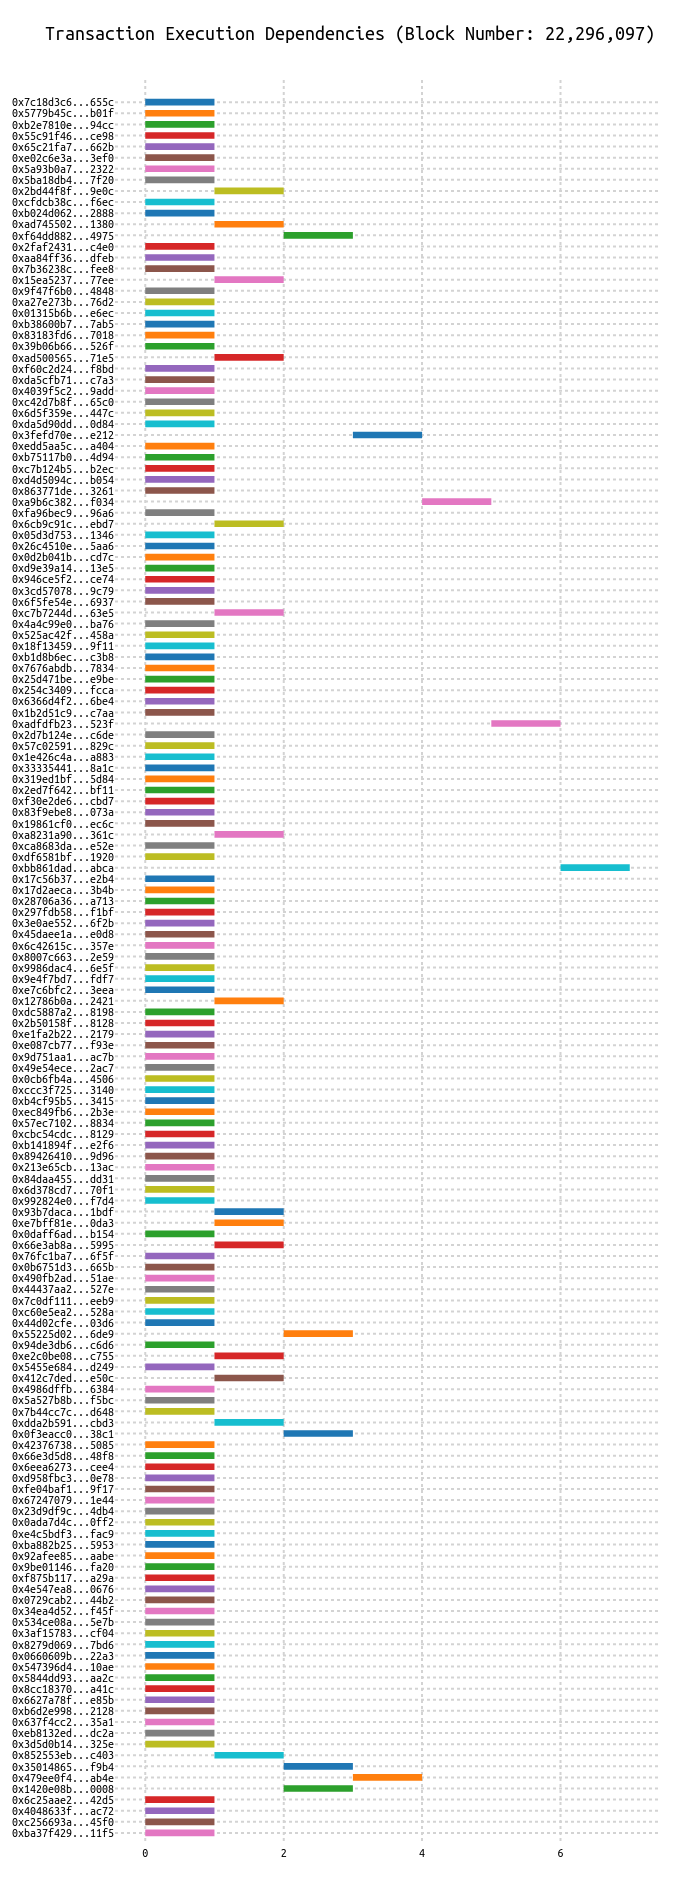 Transaction Execution Dependencies (Block Number: 22,296,097)
0x7c18d3c6...655c
0x5779b45c...b01f
0xb2e7810e...94cc
0x55c91f46...ce98
0x65c21fa7...662b
0xe02c6e3a...3ef0
0x5a93b0a7...2322
0x5ba18db4...7f20
0x2bd44f8f...9e0c
0xcfdcb38c...f6ec
0xb024d062...2888
0xad745502...1380
0xf64dd882...4975
0x2faf2431...c4e0
0xaa84ff36...dfeb
0x7b36238c...fee8
0x15ea5237...77ee
0x9f47f6b0...4848
0xa27e273b...76d2
0x01315b6b...e6ec
0xb38600b7...7ab5
0x83183fd6...7018
0x39b06b66...526f
0xad500565...71e5
0xf60c2d24...f8bd
0xda5cfb71...c7a3
0x4039f5c2...9add
0xc42d7b8f...65c0
0x6d5f359e...447c
0xda5d90dd...0d84
0x3fefd70e...e212
0xedd5aa5c...a404
0xb75117b0...4d94
0xc7b124b5...b2ec
0xd4d5094c...b054
0x863771de...3261
0xa9b6c382...f034
0xfa96bec9...96a6
0x6cb9c91c...ebd7
0x05d3d753...1346
0x26c4510e...5aa6
0x0d2b041b...cd7c
0xd9e39a14...13e5
0x946ce5f2...ce74
0x3cd57078...9c79
0x6f5fe54e...6937
0xc7b7244d...63e5
0x4a4c99e0...ba76
0x525ac42f...458a
0x18f13459...9f11
0xb1d8b6ec...c3b8
0x7676abdb...7834
0x25d471be...e9be
0x254c3409...fcca
0x6366d4f2...6be4
0x1b2d51c9...c7aa
0xadfdfb23...523f
0x2d7b124e...c6de
0x57c02591...829c
0x1e426c4a...a883
0x33335441...8a1c
0x319ed1bf...5d84
0x2ed7f642...bf11
0xf30e2de6...cbd7
0x83f9ebe8...073a
0x19861cf0...ec6c
0xa8231a90...361c
0xca8683da...e52e
0xdf6581bf...1920
0xbb861dad...abca
0x17c56b37...e2b4
0x17d2aeca...3b4b
0x28706a36...a713
0x297fdb58...f1bf
0x3e0ae552...6f2b
0x45daee1a...e0d8
0x6c42615c...357e
0x8007c663...2e59
0x9986dac4...6e5f
0x9e4f7bd7...fdf7
0xe7c6bfc2...3eea
0x12786b0a...2421
0xdc5887a2...8198
0x2b50158f...8128
0xe1fa2b22...2179
0xe087cb77...f93e
0x9d751aa1...ac7b
0x49e54ece...2ac7
0x0cb6fb4a...4506
0xccc3f725...3140
0xb4cf95b5...3415
0xec849fb6...2b3e
0x57ec7102...8834
0xcbc54cdc...8129
0xb141894f...e2f6
0x89426410...9d96
0x213e65cb...13ac
0x84daa455...dd31
0x6d378cd7...70f1
0x992824e0...f7d4
0x93b7daca...1bdf
0xe7bff81e...0da3
0x0daff6ad...b154
0x66e3ab8a...5995
0x76fc1ba7...6f5f
0x0b6751d3...665b
0x490fb2ad...51ae
0x44437aa2...527e
0x7c0df111...eeb9
0xc60e5ea2...528a
0x44d02cfe...03d6
0x55225d02...6de9
0x94de3db6...c6d6
0xe2c0be08...c755
0x5455e684...d249
0x412c7ded...e50c
0x4986dffb...6384
0x5a527b8b...f5bc
0x7b44cc7c...d648
0xdda2b591...cbd3
0x0f3eacc0...38c1
0x42376738...5085
0x66e3d5d8...48f8
0x6eea6273...cee4
0xd958fbc3...0e78
0xfe04baf1...9f17
0x67247079...1e44
0x23d9df9c...4db4
0x0ada7d4c...0ff2
0xe4c5bdf3...fac9
0xba882b25...5953
0x92afee85...aabe
0x9be01146...fa20
0xf875b117...a29a
0x4e547ea8...0676
0x0729cab2...44b2
0x34ea4d52...f45f
0x534ce08a...5e7b
0x3af15783...cf04
0x8279d069...7bd6
0x0660609b...22a3
0x547396d4...10ae
0x5844dd93...aa2c
0x8cc18370...a41c
0x6627a78f...e85b
0xb6d2e998...2128
0x637f4cc2...35a1
0xeb8132ed...dc2a
0x3d5d0b14...325e
0x852553eb...c403
0x35014865...f9b4
0x479ee0f4...ab4e
0x1420e08b...0008
0x6c25aae2...42d5
0x4048633f...ac72
0xc256693a...45f0
0xba37f429...11f5
0 2 4 6